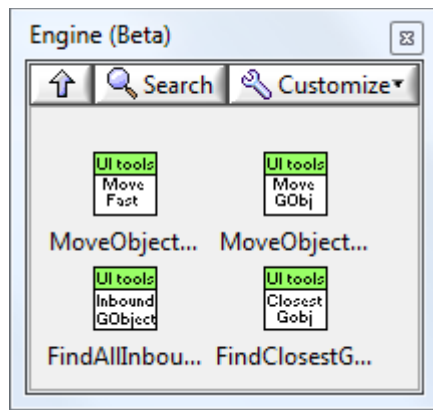 Engine (Beta)
Search Customize
UI tools UI tools
Move Move
Fast GObj
MoveObject... MoveObject...
UI tools UI tools
Inbound Closest
GObject Gobj
FindAllInbou... FindClosestG...